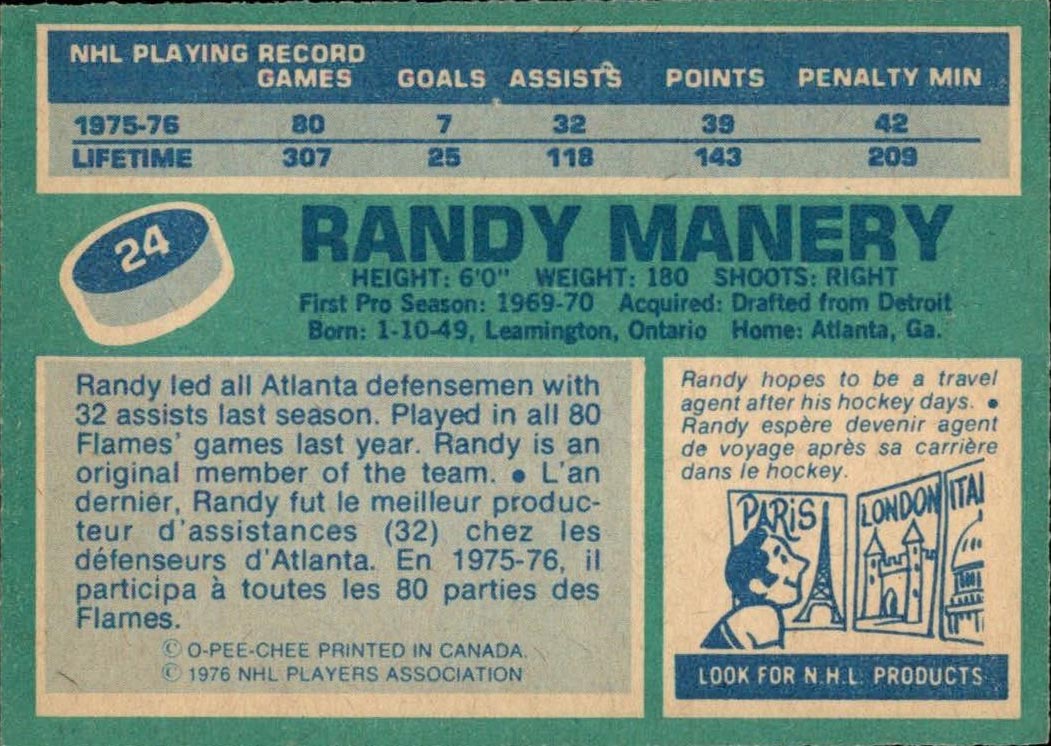 NHL PLAYING RECORD
GAMES GOALS ASSISTS POINTS PENALTY MIN
1975-76 80 7 32 39 42
LIFETIME 307 25 118 143 209
24
RANDY MANERY
HEIGHT: 6'0" WEIGHT: 180 SHOOTS: RIGHT
First Pro Season: 1969-70 Acquired: Drafted from Detroit
Born: 1-10-49, Leamington, Ontario Home: Atlanta, Ga.
Randy led all Atlanta defensemen with
32 assists last season. Played in all 80
Flames' games last year. Randy is an
original member of the team. • L'an
dernier, Randy fut le meilleur produc-
teur d'assistances (32) chez les
défenseurs d'Atlanta. En 1975-76, il
participa à toutes les 80 parties des
Flames.
© O-PEE-CHEE PRINTED IN CANADA.
© 1976 NHL PLAYERS ASSOCIATION
Randy hopes to be a travel
agent after his hockey days. •
Randy espère devenir agent
de voyage après sa carrière
dans le hockey.
PARIS
LONDON
ITAI
LOOK FOR N.H.L. PRODUCTS